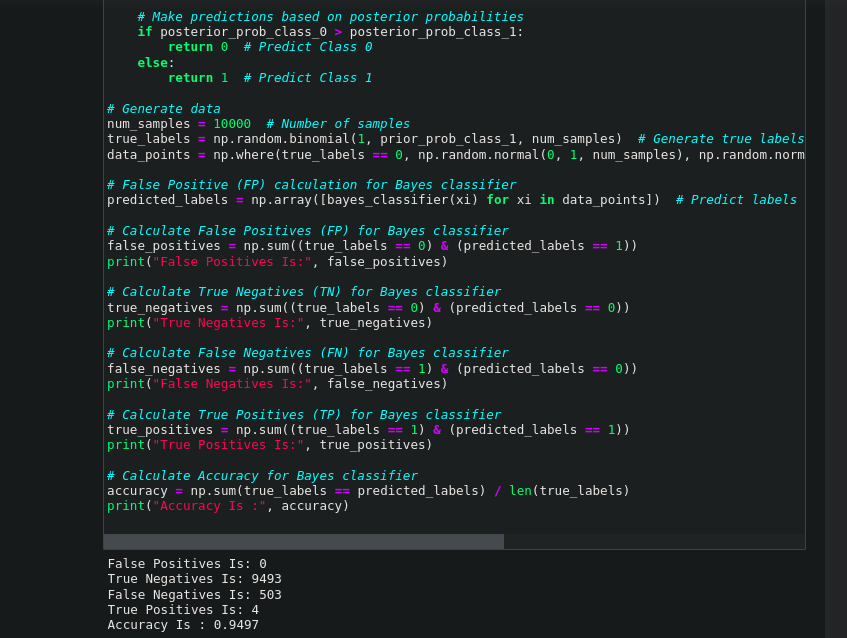 # Make predictions based on posterior probabilities
    if posterior_prob_class_0 > posterior_prob_class_1:
        return 0  # Predict Class 0
    else:
        return 1  # Predict Class 1
# Generate data
num_samples = 10000  # Number of samples
true_labels = np.random.binomial(1, prior_prob_class_1, num_samples)  # Generate true labels
data_points = np.where(true_labels == 0, np.random.normal(0, 1, num_samples), np.random.norm
# False Positive (FP) calculation for Bayes classifier
predicted_labels = np.array([bayes_classifier(xi) for xi in data_points])  # Predict labels
# Calculate False Positives (FP) for Bayes classifier
false_positives = np.sum((true_labels == 0) & (predicted_labels == 1))
print("False Positives Is:", false_positives)
# Calculate True Negatives (TN) for Bayes classifier
true_negatives = np.sum((true_labels == 0) & (predicted_labels == 0))
print("True Negatives Is:", true_negatives)
# Calculate False Negatives (FN) for Bayes classifier
false_negatives = np.sum((true_labels == 1) & (predicted_labels == 0))
print("False Negatives Is:", false_negatives)
# Calculate True Positives (TP) for Bayes classifier
true_positives = np.sum((true_labels == 1) & (predicted_labels == 1))
print("True Positives Is:", true_positives)
# Calculate Accuracy for Bayes classifier
accuracy = np.sum(true_labels == predicted_labels) / len(true_labels)
print("Accuracy Is :", accuracy)
False Positives Is: 0
True Negatives Is: 9493
False Negatives Is: 503
True Positives Is: 4
Accuracy Is : 0.9497